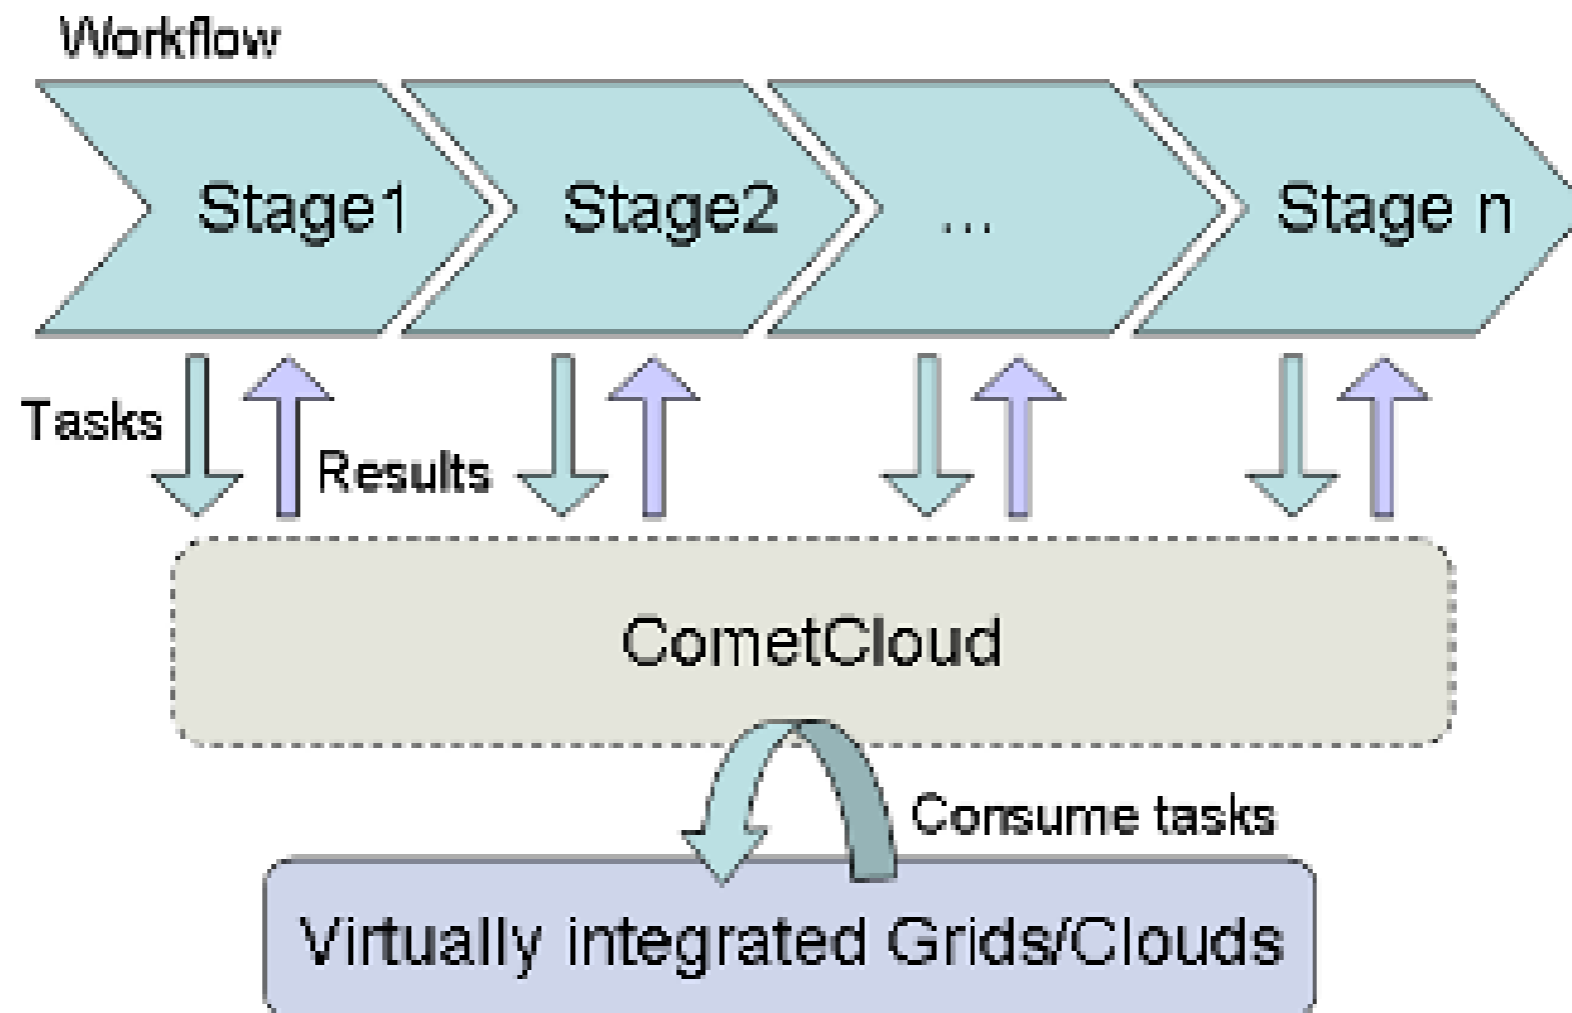 Workflow
Stage1
Stage2
...
Stage n
Tasks
Results
CometCloud
Consume tasks
Virtually integrated Grids/Clouds